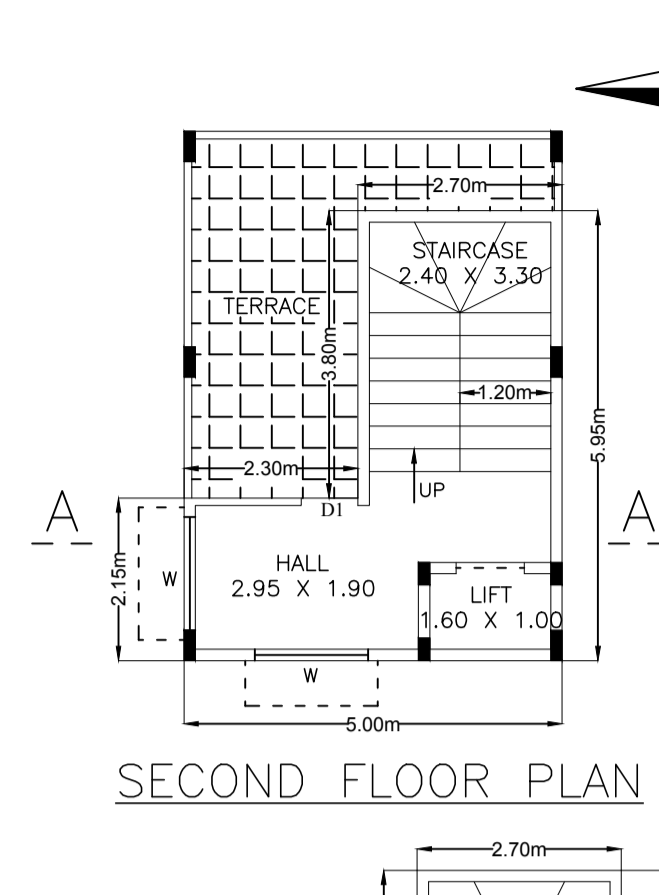 2.70m
STAIRCASE
2.40 X 3.30
TERRACE
3.80m
1.20m
5.95m
2.30m
UP
A
D1
A
2.15m
HALL
2.95 X 1.90
W
LIFT
1.60 X 1.00
W
5.00m
SECOND FLOOR PLAN
2.70m